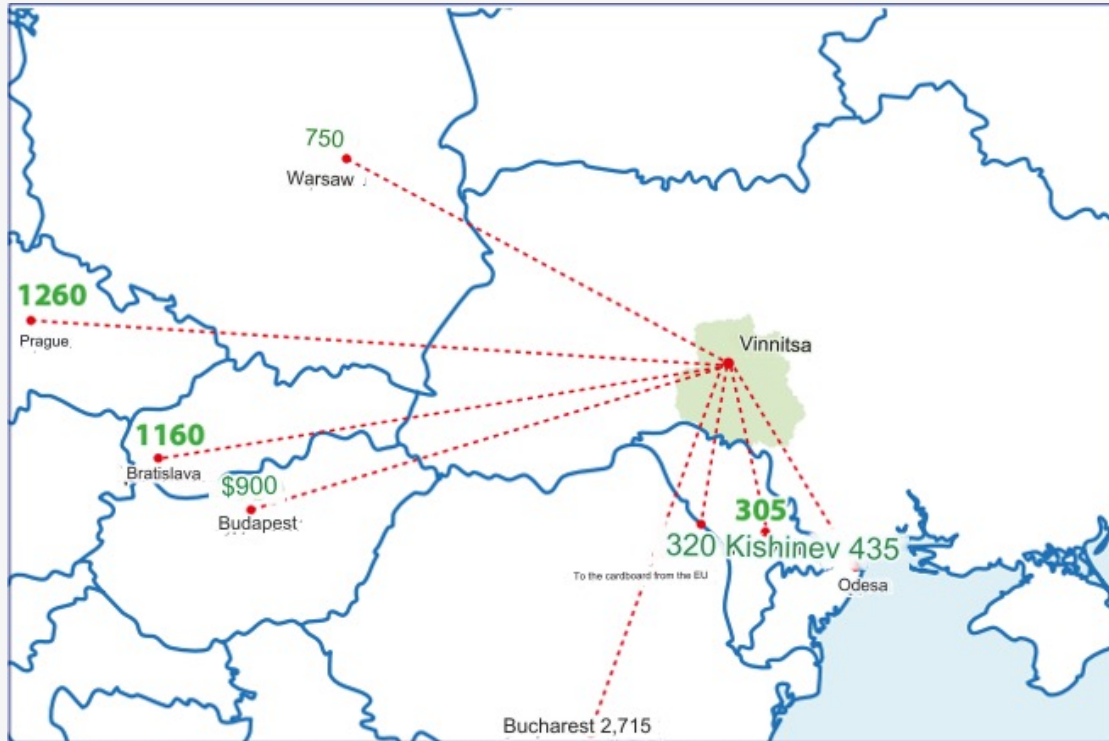 750
Warsaw
1260
Prague
Vinnitsa
1160
Bratislava
$900
Budapest
305
320 Kishinev 435
To the cardboard from the EU
Odesa
Bucharest 2,715